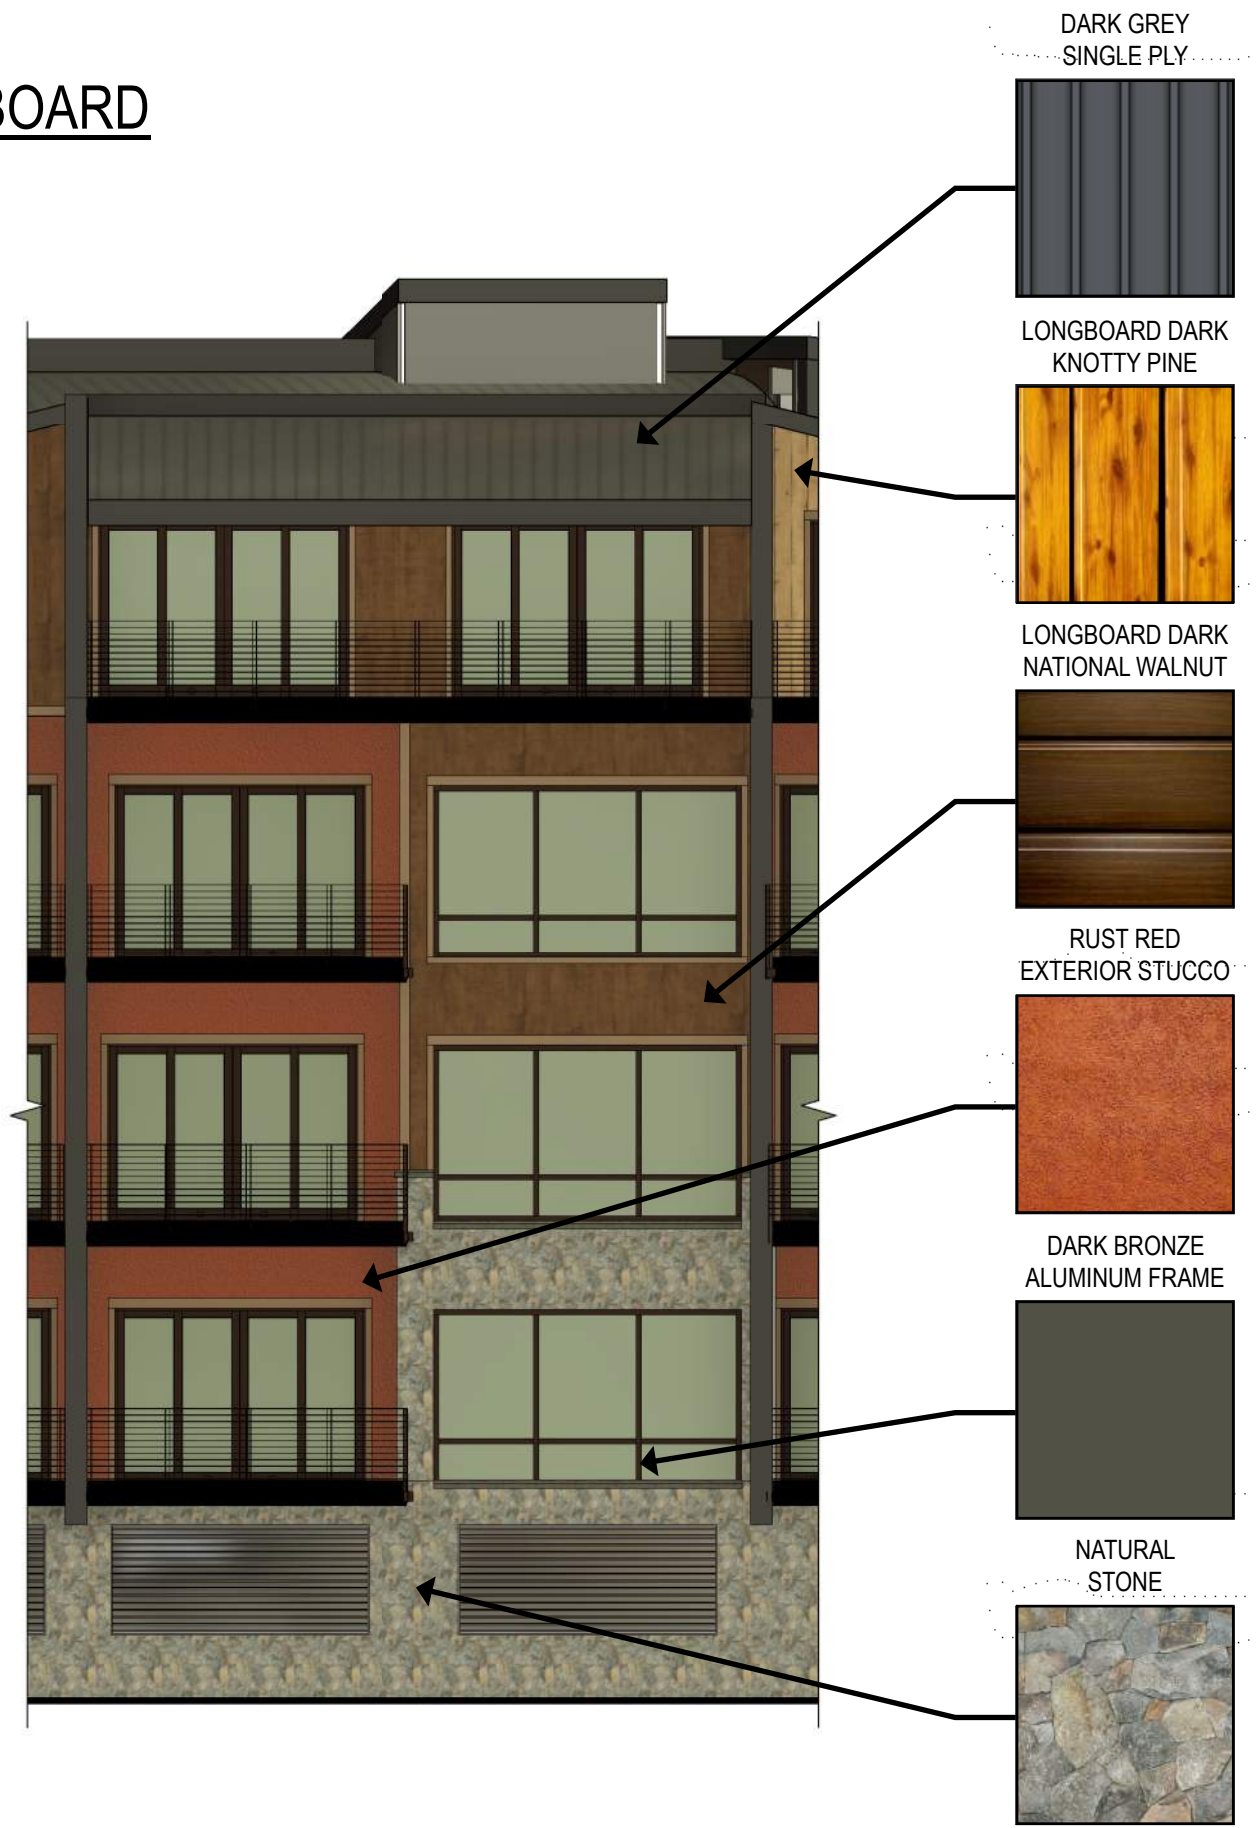 BOARD
DARK GREY
SINGLE PLY
LONGBOARD DARK
KNOTTY PINE
LONGBOARD DARK
NATIONAL WALNUT
RUST RED
EXTERIOR STUCCO
DARK BRONZE
ALUMINUM FRAME
NATURAL
STONE